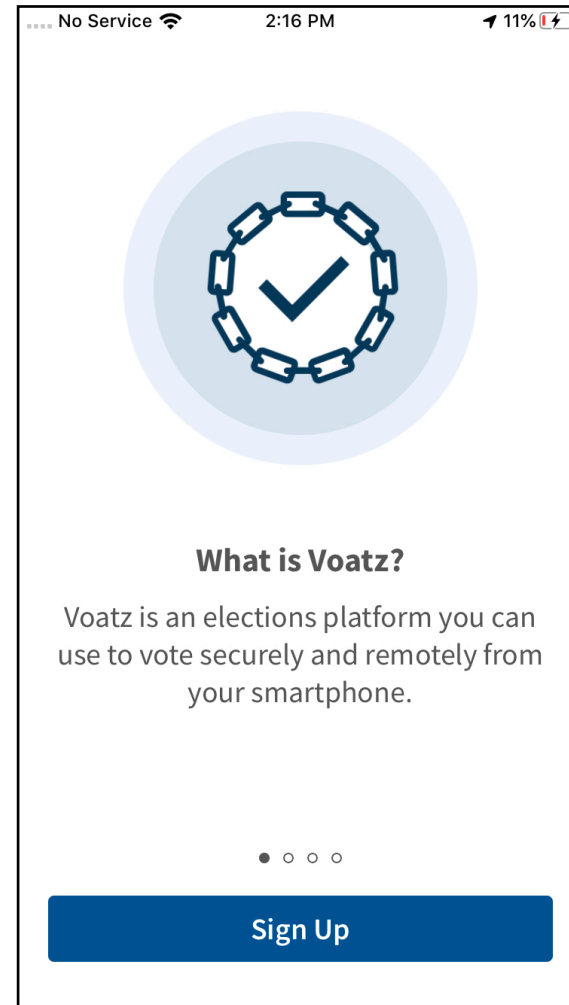 No Service 2:16 PM 11%
What is Voatz?
Voatz is an elections platform you can
use to vote securely and remotely from
your smartphone.
Sign Up